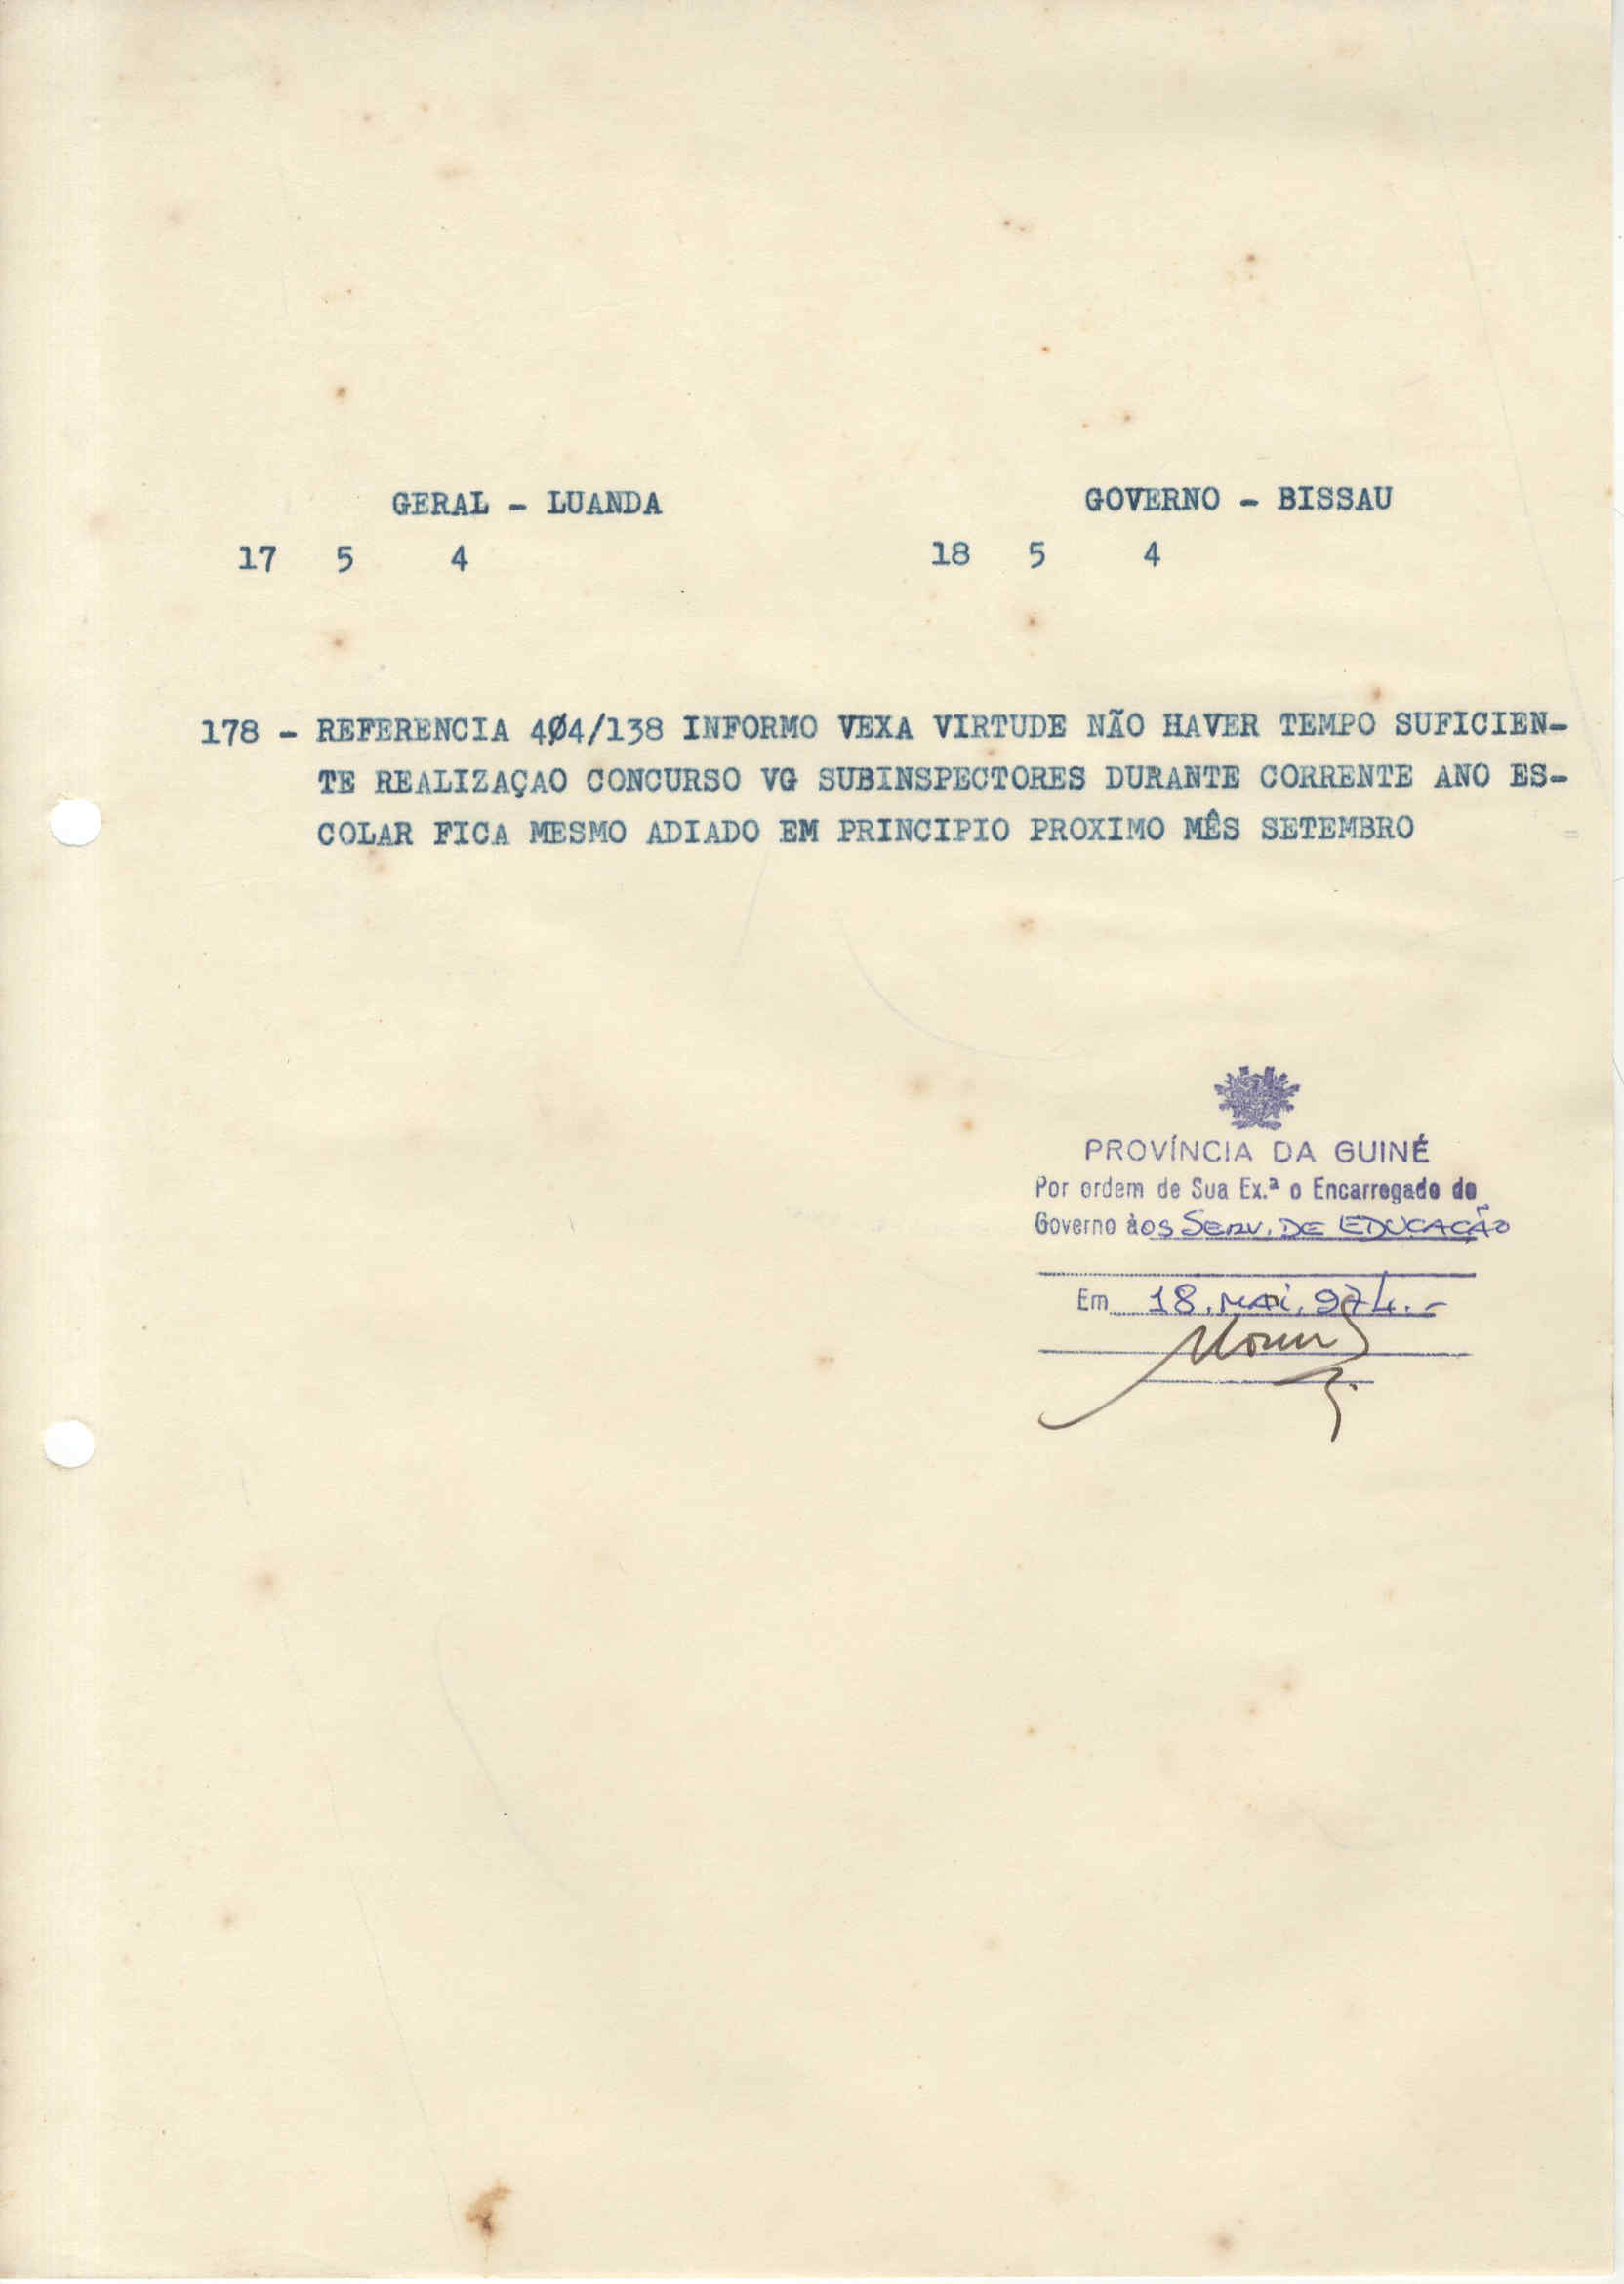 GERAL - LUANDA GOVERNO - BISSAU
17 5 4 18 5 4
178 - REFERENCIA 4Ø4/138 INFORMO VEXA VIRTUDE NÃO HAVER TEMPO SUFICIEN-
TE REALIZAÇAO CONCURSO VG SUBINSPECTORES DURANTE CORRENTE ANO ES-
COLAR FICA MESMO ADIADO EM PRINCIPIO PROXIMO MÊS SETEMBRO
PROVÍNCIA DA GUINÉ
Por ordem de Sua Ex.ª o Encarregado do
Governo àos SERV. DE EDUCAÇÃO
Em 18. MAI. 974.-